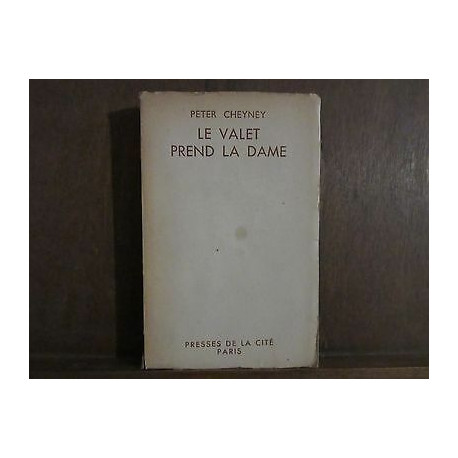 PETER CHEYNEY
LE VALET
PREND LA DAME
PRESSES DE LA CITÉ
PARIS